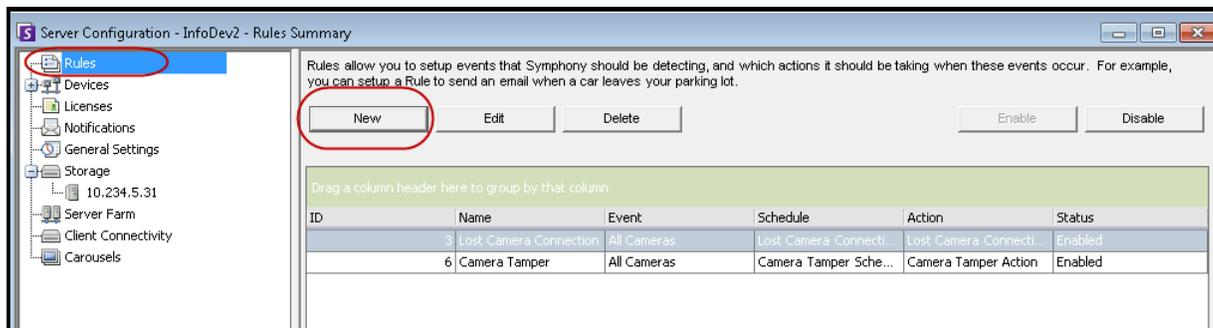 Server Configuration - InfoDev2 - Rules Summary
Rules
Devices
Licenses
Notifications
General Settings
Storage
10.234.5.31
Server Farm
Client Connectivity
Carousels
Rules allow you to setup events that Symphony should be detecting, and which actions it should be taking when these events occur. For example,
you can setup a Rule to send an email when a car leaves your parking lot.
New Edit Delete Enable Disable
Drag a column header here to group by that column
ID Name Event Schedule Action Status
3 Lost Camera Connection All Cameras Lost Camera Connecti... Lost Camera Connecti... Enabled
6 Camera Tamper All Cameras Camera Tamper Sche... Camera Tamper Action Enabled